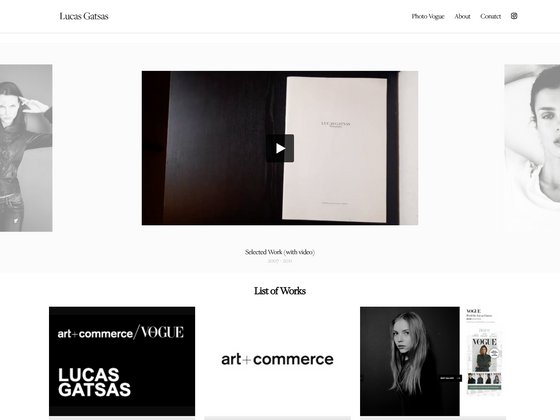 Lucas Gatsas
Photo Vogue
About
Conatct
LUCAS GATSAS
Selected Work (with video)
2007 - 2011
List of Works
art+commerce/VOGUE
LUCAS
GATSAS
art+commerce
VOGUE
VOGUE